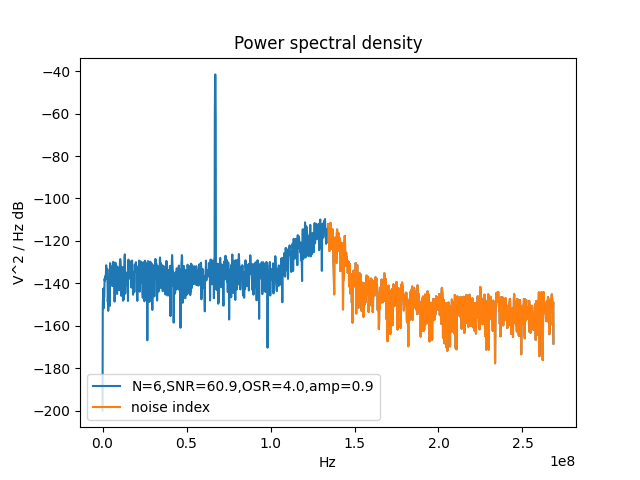 Power spectral density
V^2 / Hz dB
−40
−60
−80
−100
−120
−140
−160
−180
−200
N=6,SNR=60.9,OSR=4.0,amp=0.9
noise index
0.0 0.5 1.0 1.5 2.0 2.5
1e8
Hz